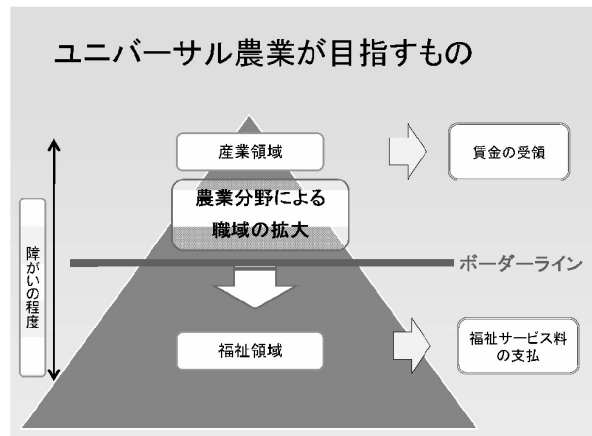 ユニバーサル農業が目指すもの
産業領域
賃金の受領
農業分野による
職域の拡大
ボーダーライン
障がいの程度
福祉領域
福祉サービス料
の支払